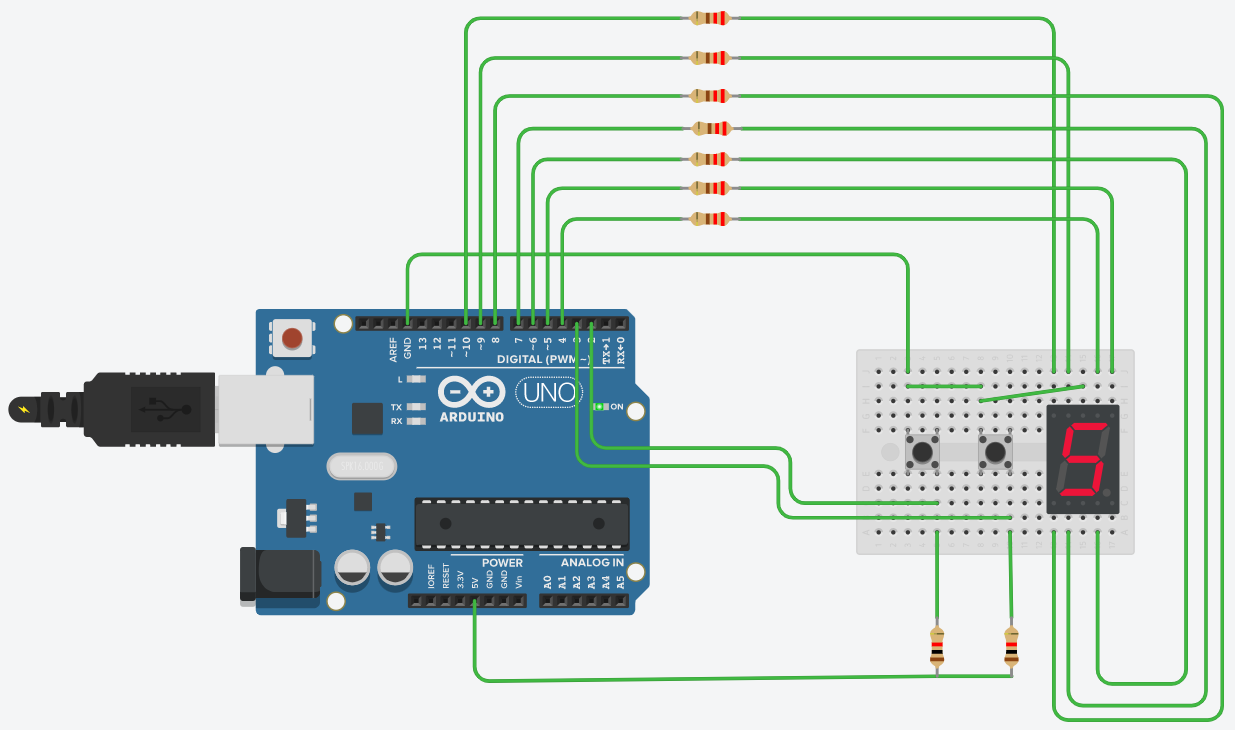 AREF
GND
13
12
~11
~10
~9
8
7
~6
~5
4
3
2
TX→1
RX←0
DIGITAL (PWM~)
L
TX
RX
UNO
ARDUINO
ON
POWER
ANALOG IN
IOREF
RESET
3.3V
5V
GND
GND
Vin
A0
A1
A2
A3
A4
A5
5